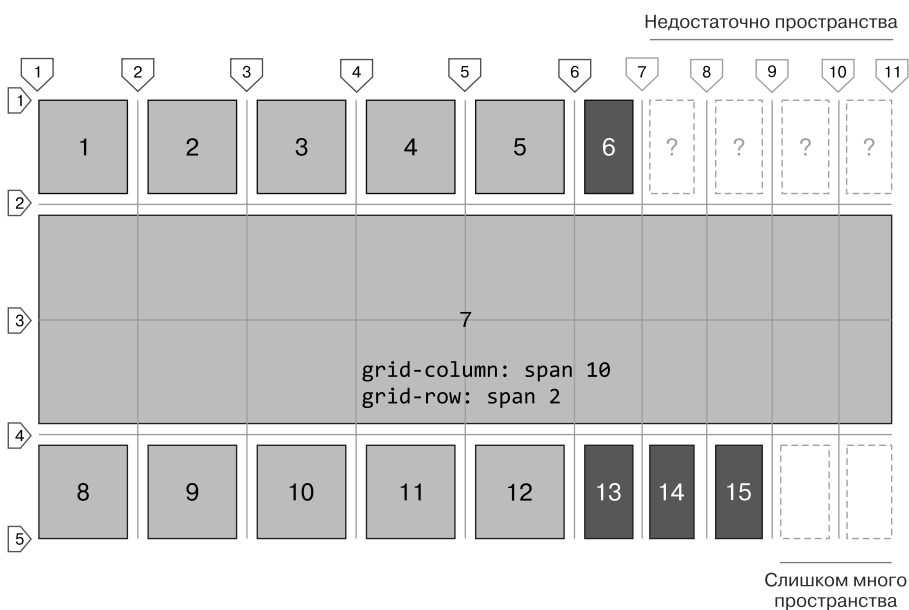 Недостаточно пространства
1 2 3 4 5 6 7 8 9 10 11
1
1 2 3 4 5 6 ? ? ? ?
2
3
7
grid-column: span 10
grid-row: span 2
4
8 9 10 11 12 13 14 15
5
Слишком много
пространства